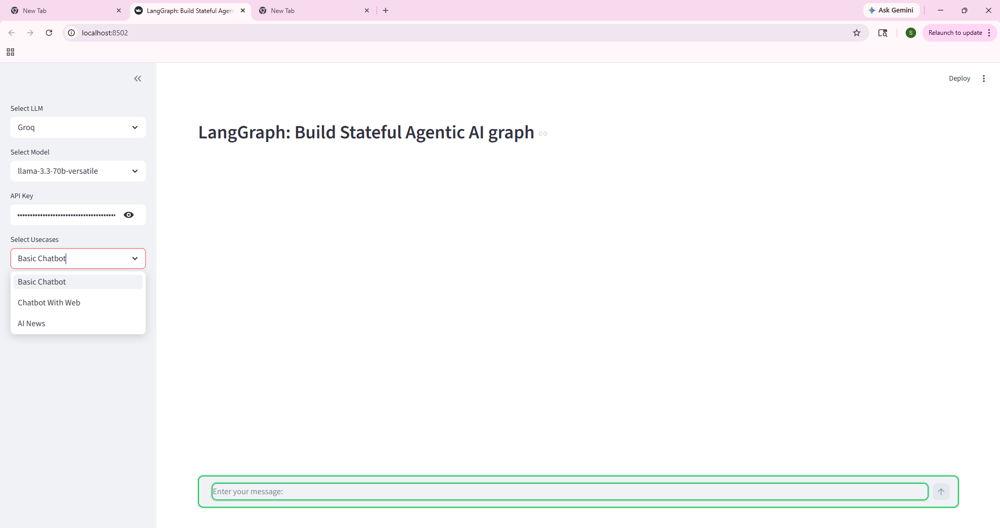 New Tab
LangGraph: Build Stateful Agen
New Tab
Ask Gemini
localhost:8502
S
Relaunch to update
Deploy
Select LLM
Groq
Select Model
llama-3.3-70b-versatile
API Key
Select Usecases
Basic Chatbot
Basic Chatbot
Chatbot With Web
AI News
LangGraph: Build Stateful Agentic AI graph
Enter your message: